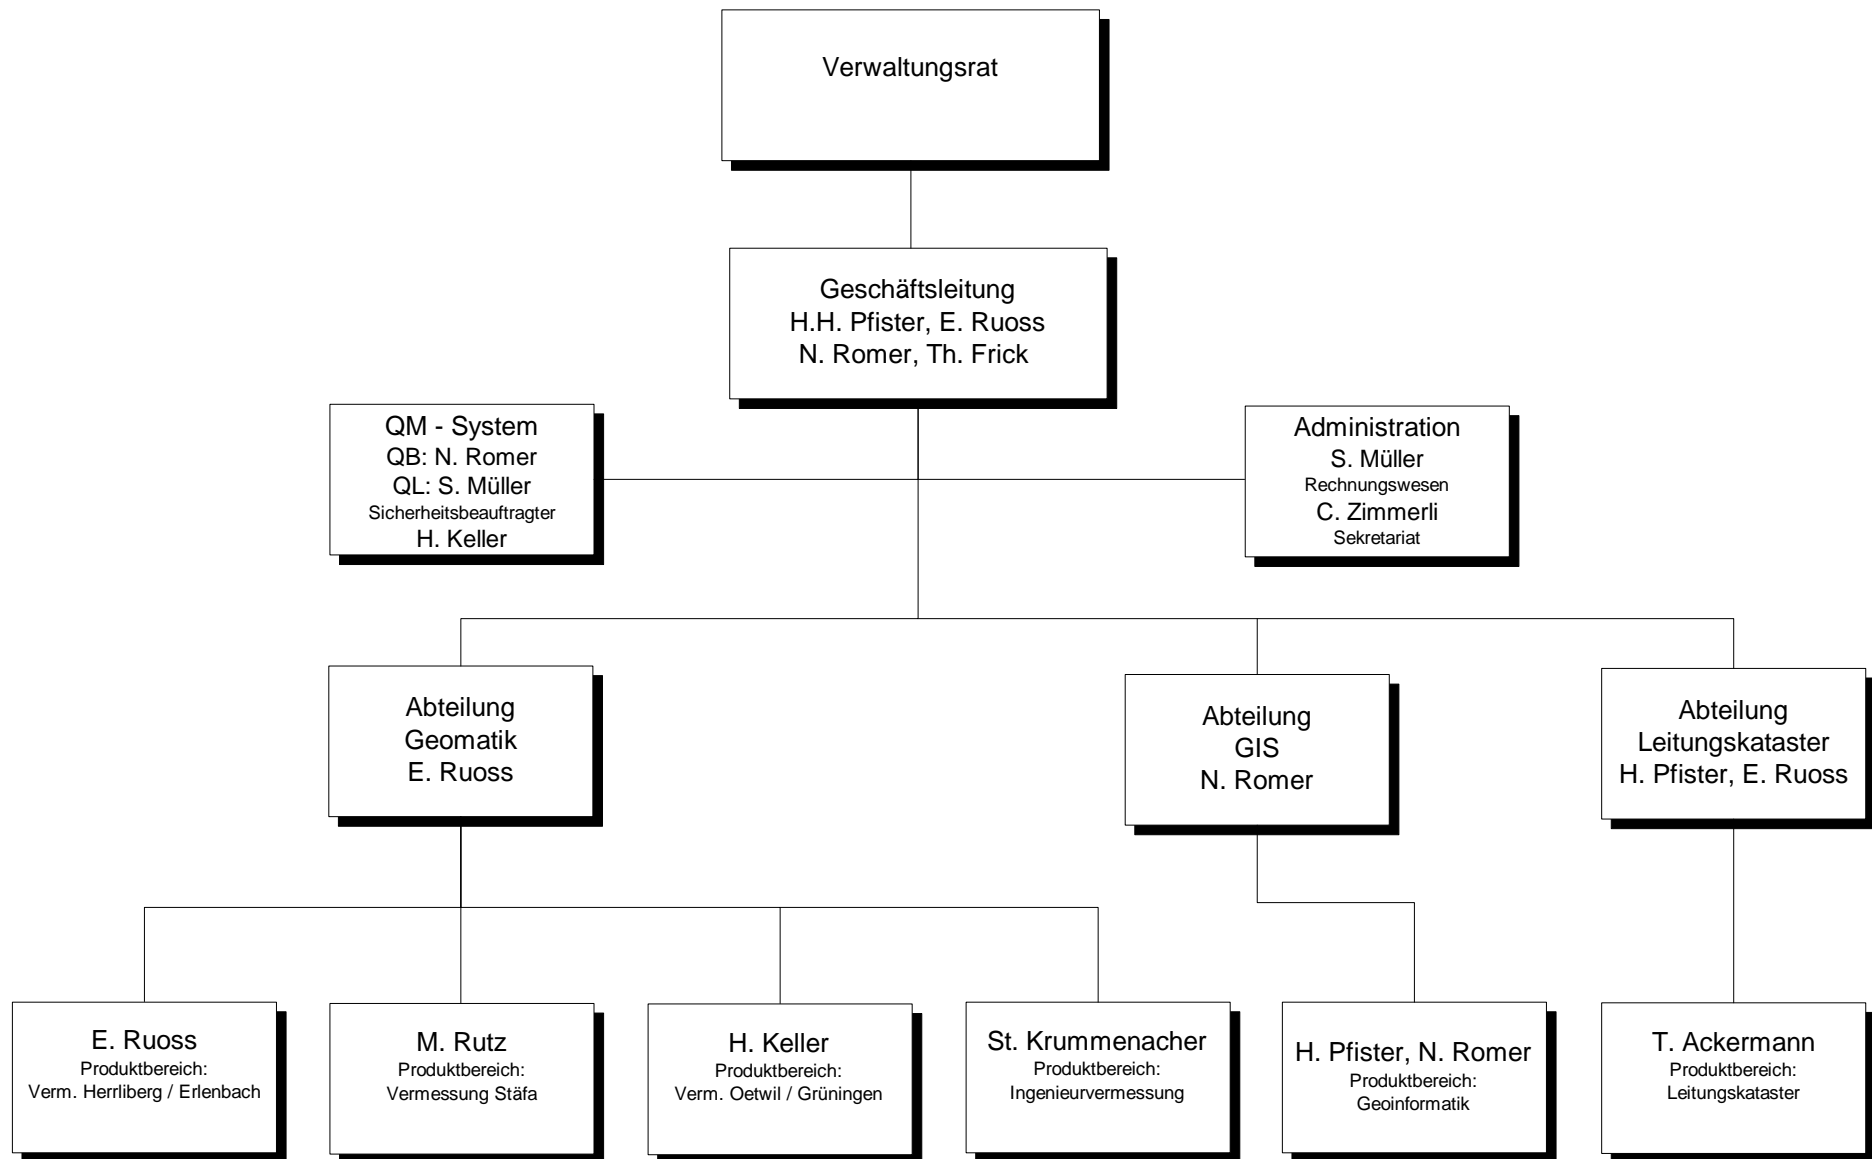 Verwaltungsrat
Geschäftsleitung
H.H. Pfister, E. Ruoss
N. Romer, Th. Frick
QM - System
QB: N. Romer
QL: S. Müller
Sicherheitsbeauftragter
H. Keller
Administration
S. Müller
Rechnungswesen
C. Zimmerli
Sekretariat
Abteilung
Geomatik
E. Ruoss
Abteilung
GIS
N. Romer
Abteilung
Leitungskataster
H. Pfister, E. Ruoss
E. Ruoss
Produktbereich:
Verm. Herrliberg / Erlenbach
M. Rutz
Produktbereich:
Vermessung Stäfa
H. Keller
Produktbereich:
Verm. Oetwil / Grüningen
St. Krummenacher
Produktbereich:
Ingenieurvermessung
H. Pfister, N. Romer
Produktbereich:
Geoinformatik
T. Ackermann
Produktbereich:
Leitungskataster